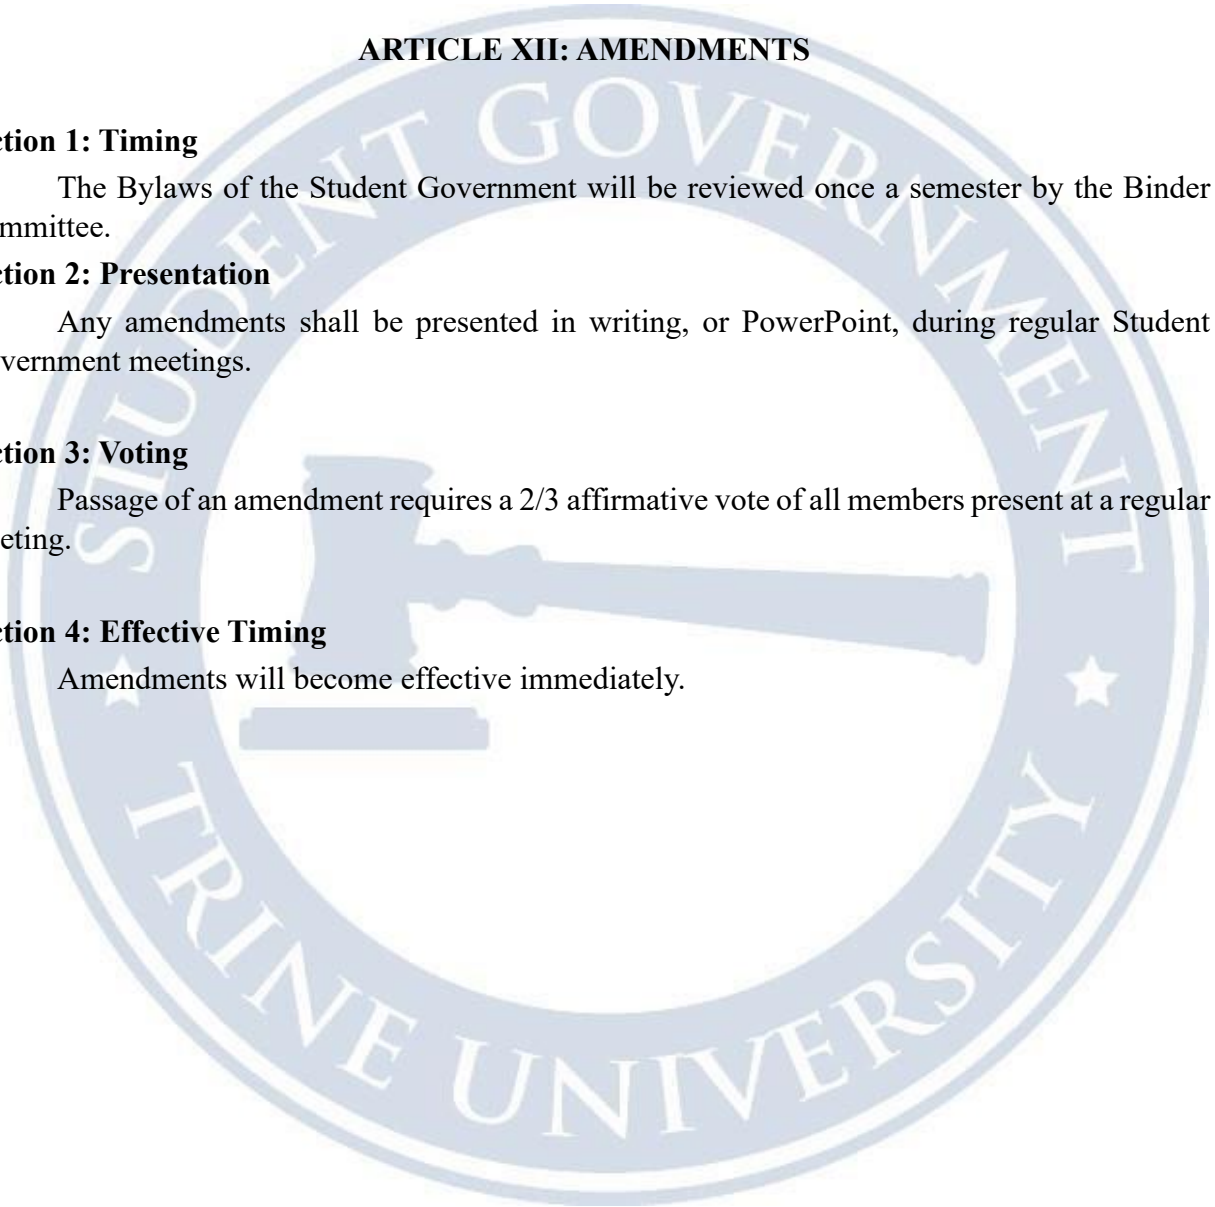 ARTICLE XII: AMENDMENTS
ction 1: Timing
The Bylaws of the Student Government will be reviewed once a semester by the Binder
mmittee.
ction 2: Presentation
Any amendments shall be presented in writing, or PowerPoint, during regular Student
vernment meetings.
ction 3: Voting
Passage of an amendment requires a 2/3 affirmative vote of all members present at a regular
eting.
ction 4: Effective Timing
Amendments will become effective immediately.
STUDENT GOVERNMENT
TRINE UNIVERSITY